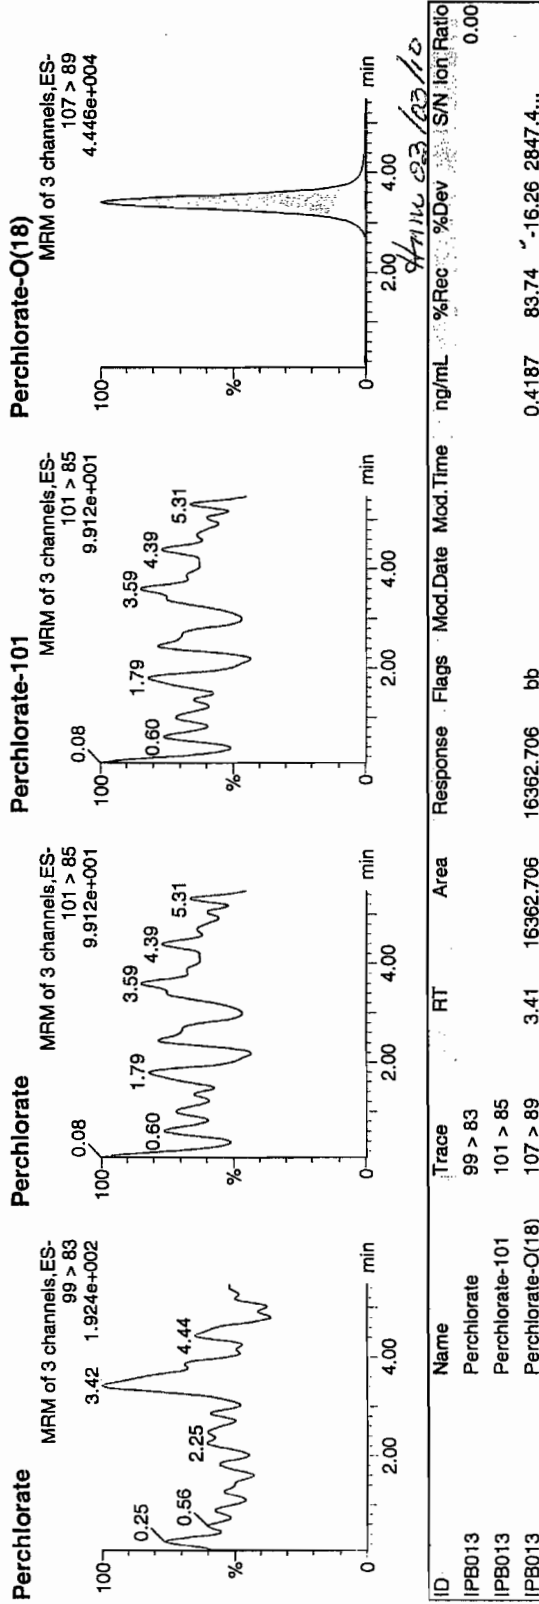 Perchlorate
MRM of 3 channels,ES-
99 > 83
1.924e+002
100
%
0
0.25
0.56
2.25
3.42
4.44
2.00
4.00
min
Perchlorate
MRM of 3 channels,ES-
101 > 85
9.912e+001
100
%
0
0.08
0.60
1.79
3.59
4.39
5.31
2.00
4.00
min
Perchlorate-101
MRM of 3 channels,ES-
101 > 85
9.912e+001
100
%
0
0.08
0.60
1.79
3.59
4.39
5.31
2.00
4.00
min
Perchlorate-O(18)
MRM of 3 channels,ES-
107 > 89
4.446e+004
100
%
0
2.00
4.00
min
03/03/10
ID Name Trace RT Area Response Flags Mod.Date Mod.Time ng/mL %Rec %Dev S/N Ion Ratio
IPB013 Perchlorate 99 > 83 0.00
IPB013 Perchlorate-101 101 > 85
IPB013 Perchlorate-O(18) 107 > 89 3.41 16362.706 16362.706 bb 0.4187 83.74 -16.26 2847.4...